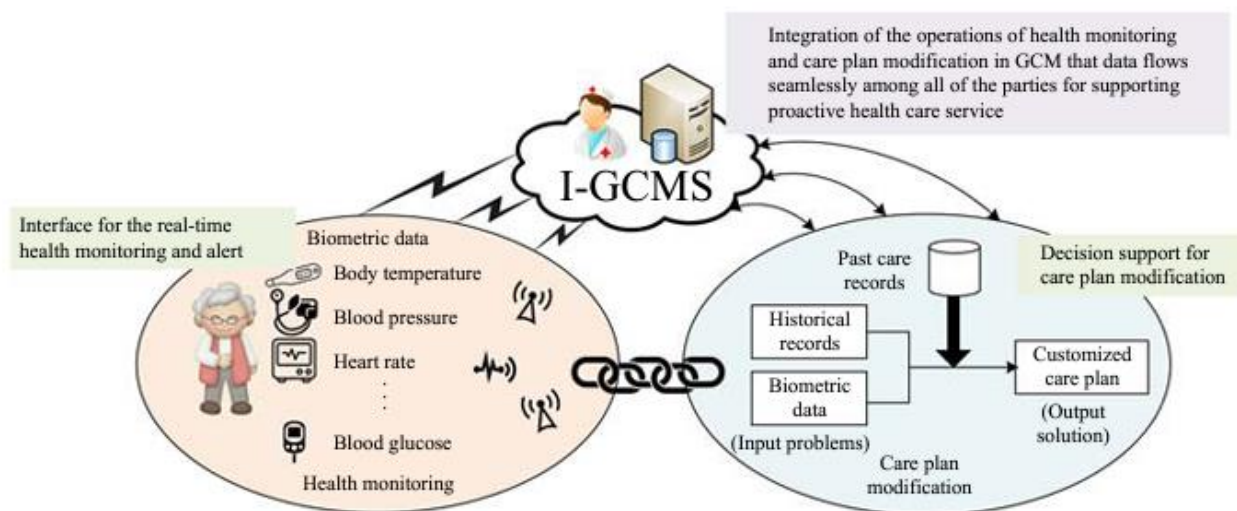 Integration of the operations of health monitoring
and care plan modification in GCM that data flows
seamlessly among all of the parties for supporting
proactive health care service
I-GCMS
Interface for the real-time
health monitoring and alert
Biometric data
Body temperature
Blood pressure
Heart rate
Blood glucose
Health monitoring
Decision support for
care plan modification
Past care
records
Historical
records
Biometric
data
(Input problems)
Customized
care plan
(Output
solution)
Care plan
modification